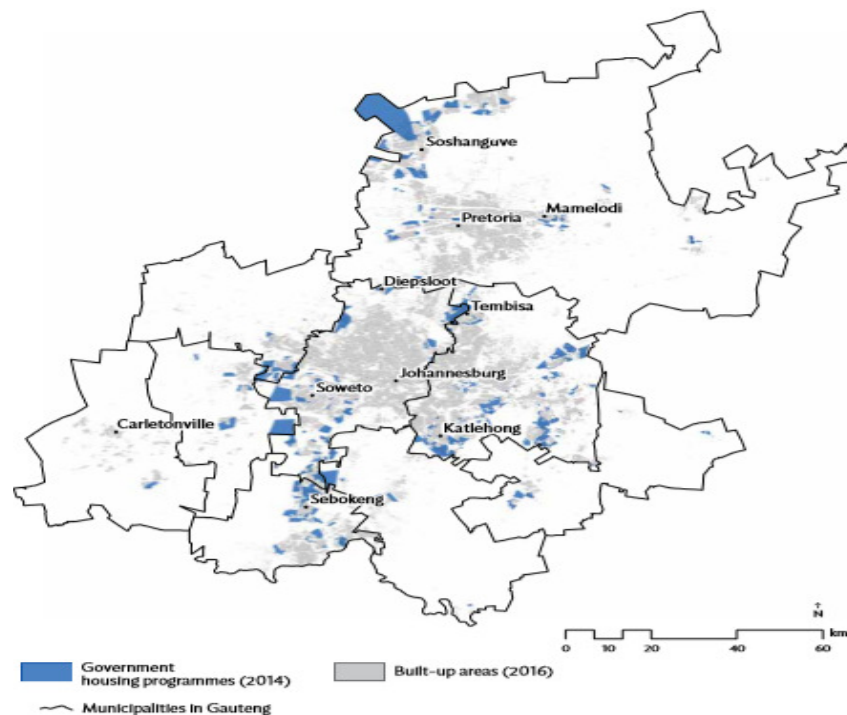 Soshanguve
Mamelodi
Pretoria
Diepsloot
Tembisa
Johannesburg
Soweto
Carletonville
Katlehong
Sebokeng
N
km
0 10 20 40 60
Government
housing programmes (2014)
Built-up areas (2016)
Municipalities in Gauteng